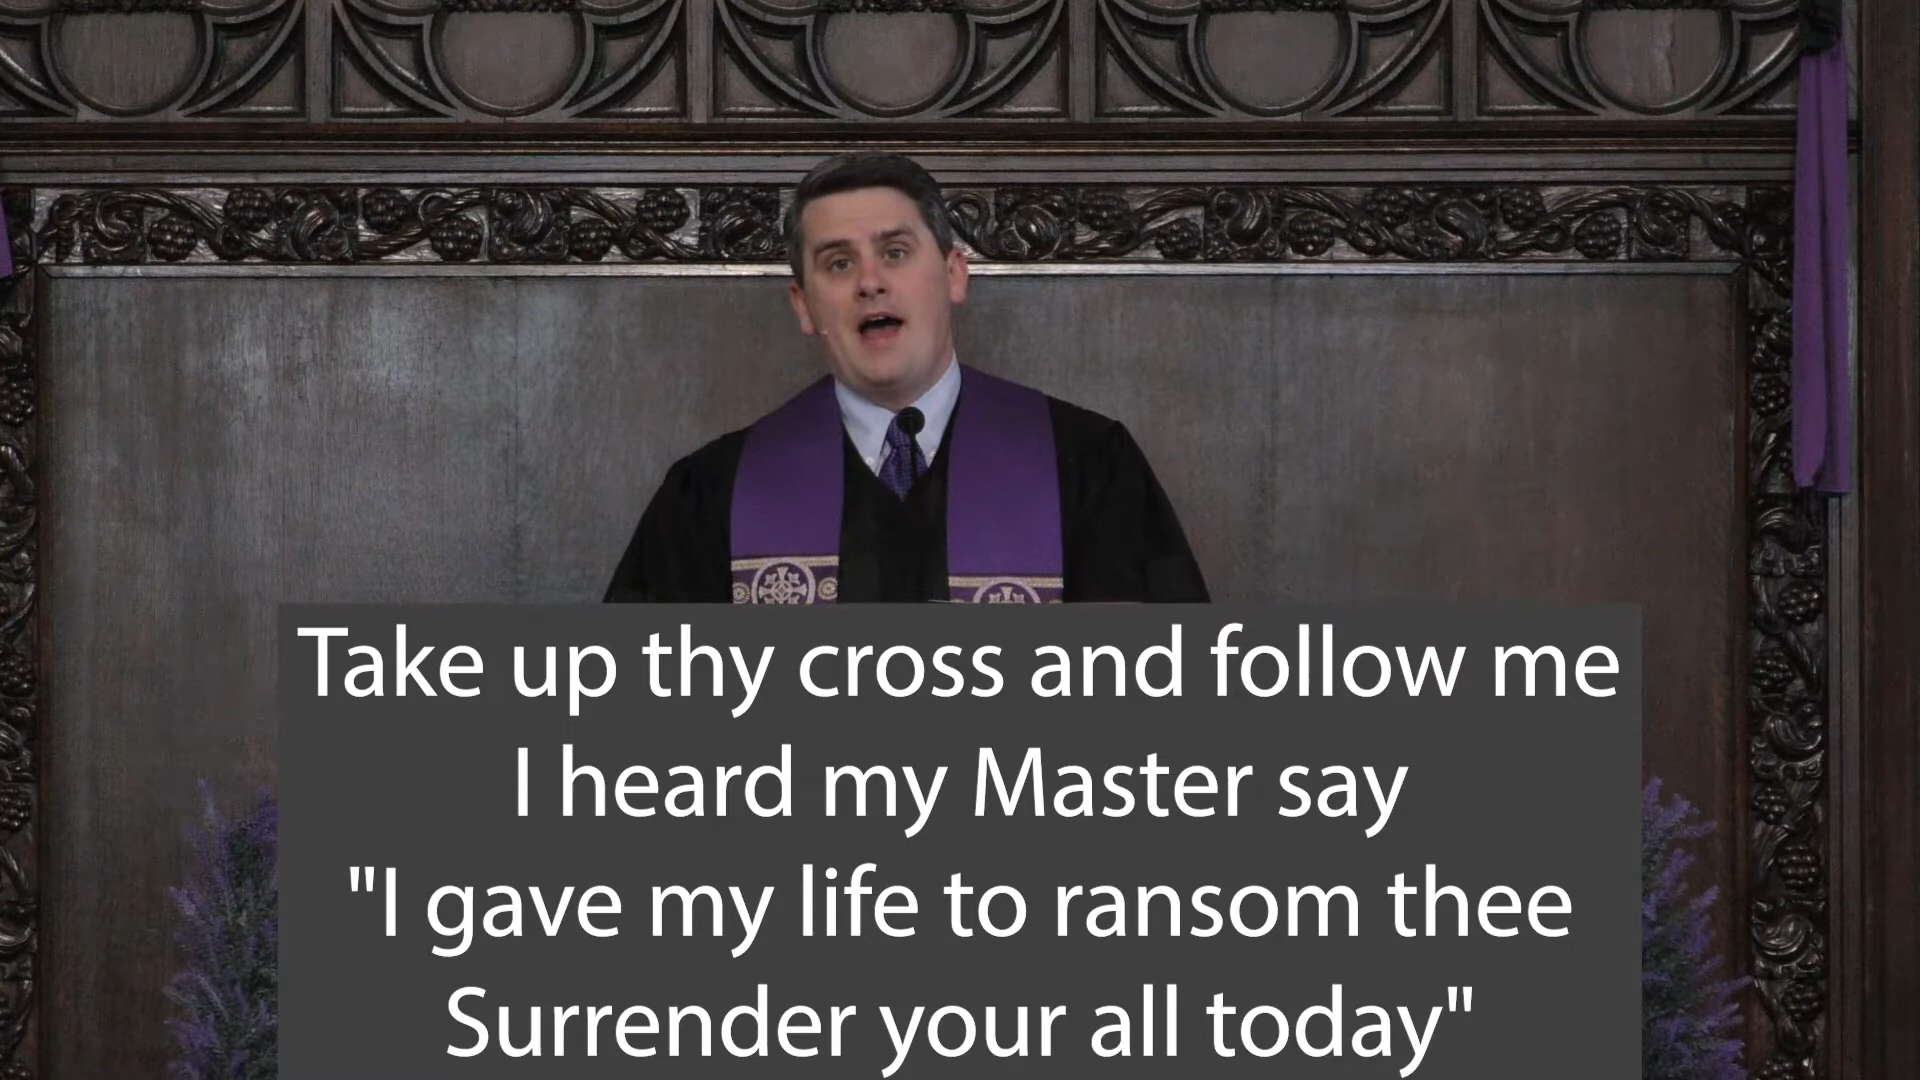 Take up thy cross and follow me
I heard my Master say
"I gave my life to ransom thee
Surrender your all today"